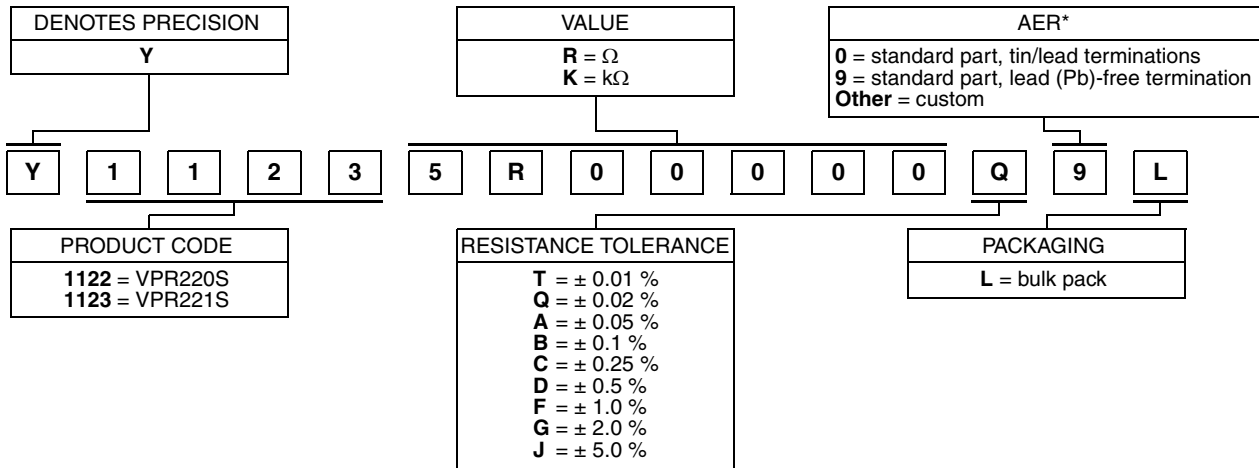 DENOTES PRECISION
Y
VALUE
R = Ω
K = kΩ
AER*
0 = standard part, tin/lead terminations
9 = standard part, lead (Pb)-free termination
Other = custom
Y 1 1 2 3 5 R 0 0 0 0 0 Q 9 L
PRODUCT CODE
1122 = VPR220S
1123 = VPR221S
RESISTANCE TOLERANCE
T = ± 0.01 %
Q = ± 0.02 %
A = ± 0.05 %
B = ± 0.1 %
C = ± 0.25 %
D = ± 0.5 %
F = ± 1.0 %
G = ± 2.0 %
J = ± 5.0 %
PACKAGING
L = bulk pack